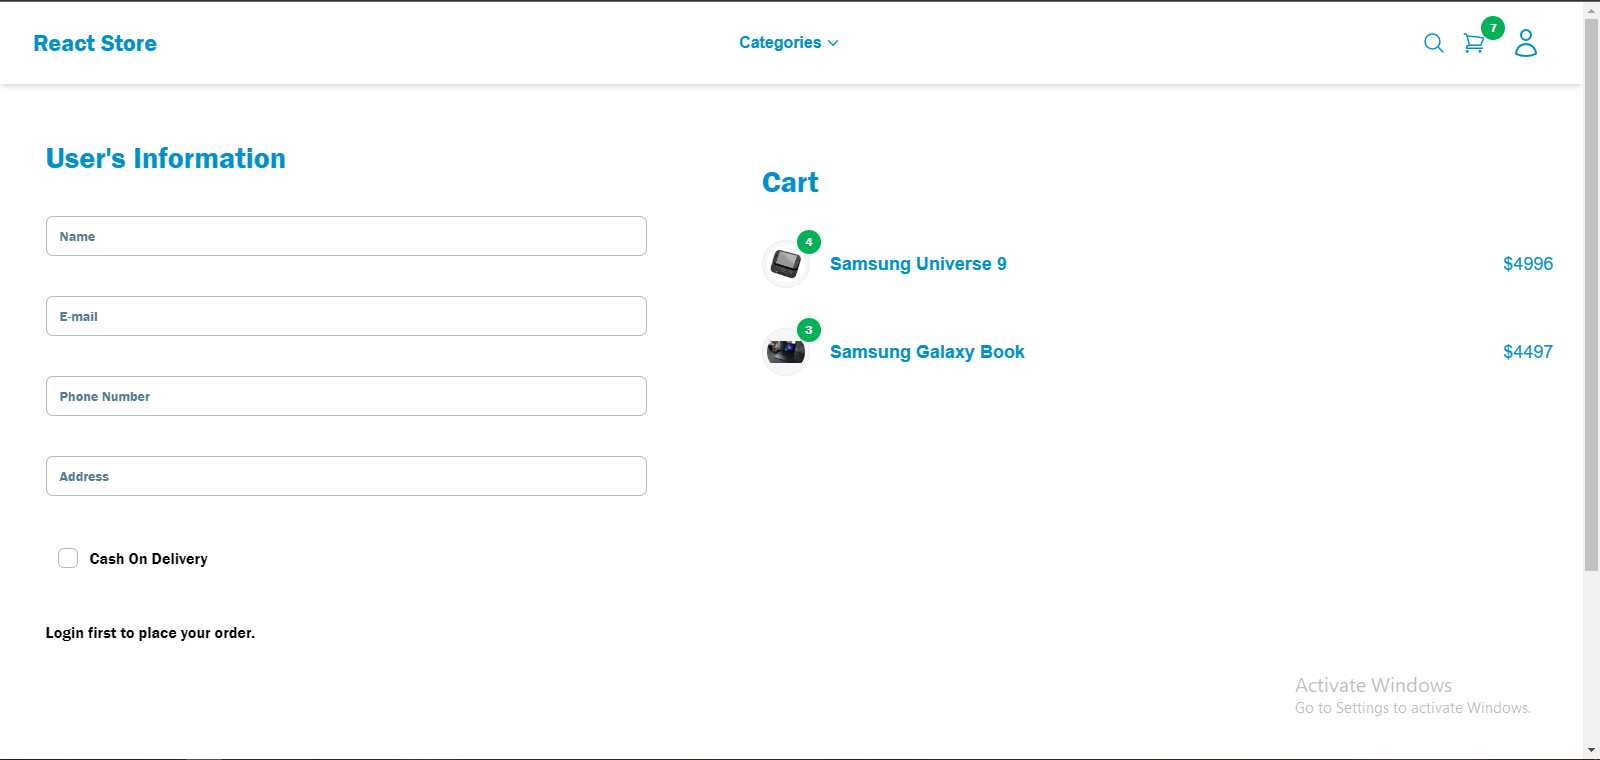 React Store
Categories
7
User's Information
Name
E-mail
Phone Number
Address
Cash On Delivery
Login first to place your order.
Cart
4
Samsung Universe 9
$4996
3
Samsung Galaxy Book
$4497
Activate Windows
Go to Settings to activate Windows.